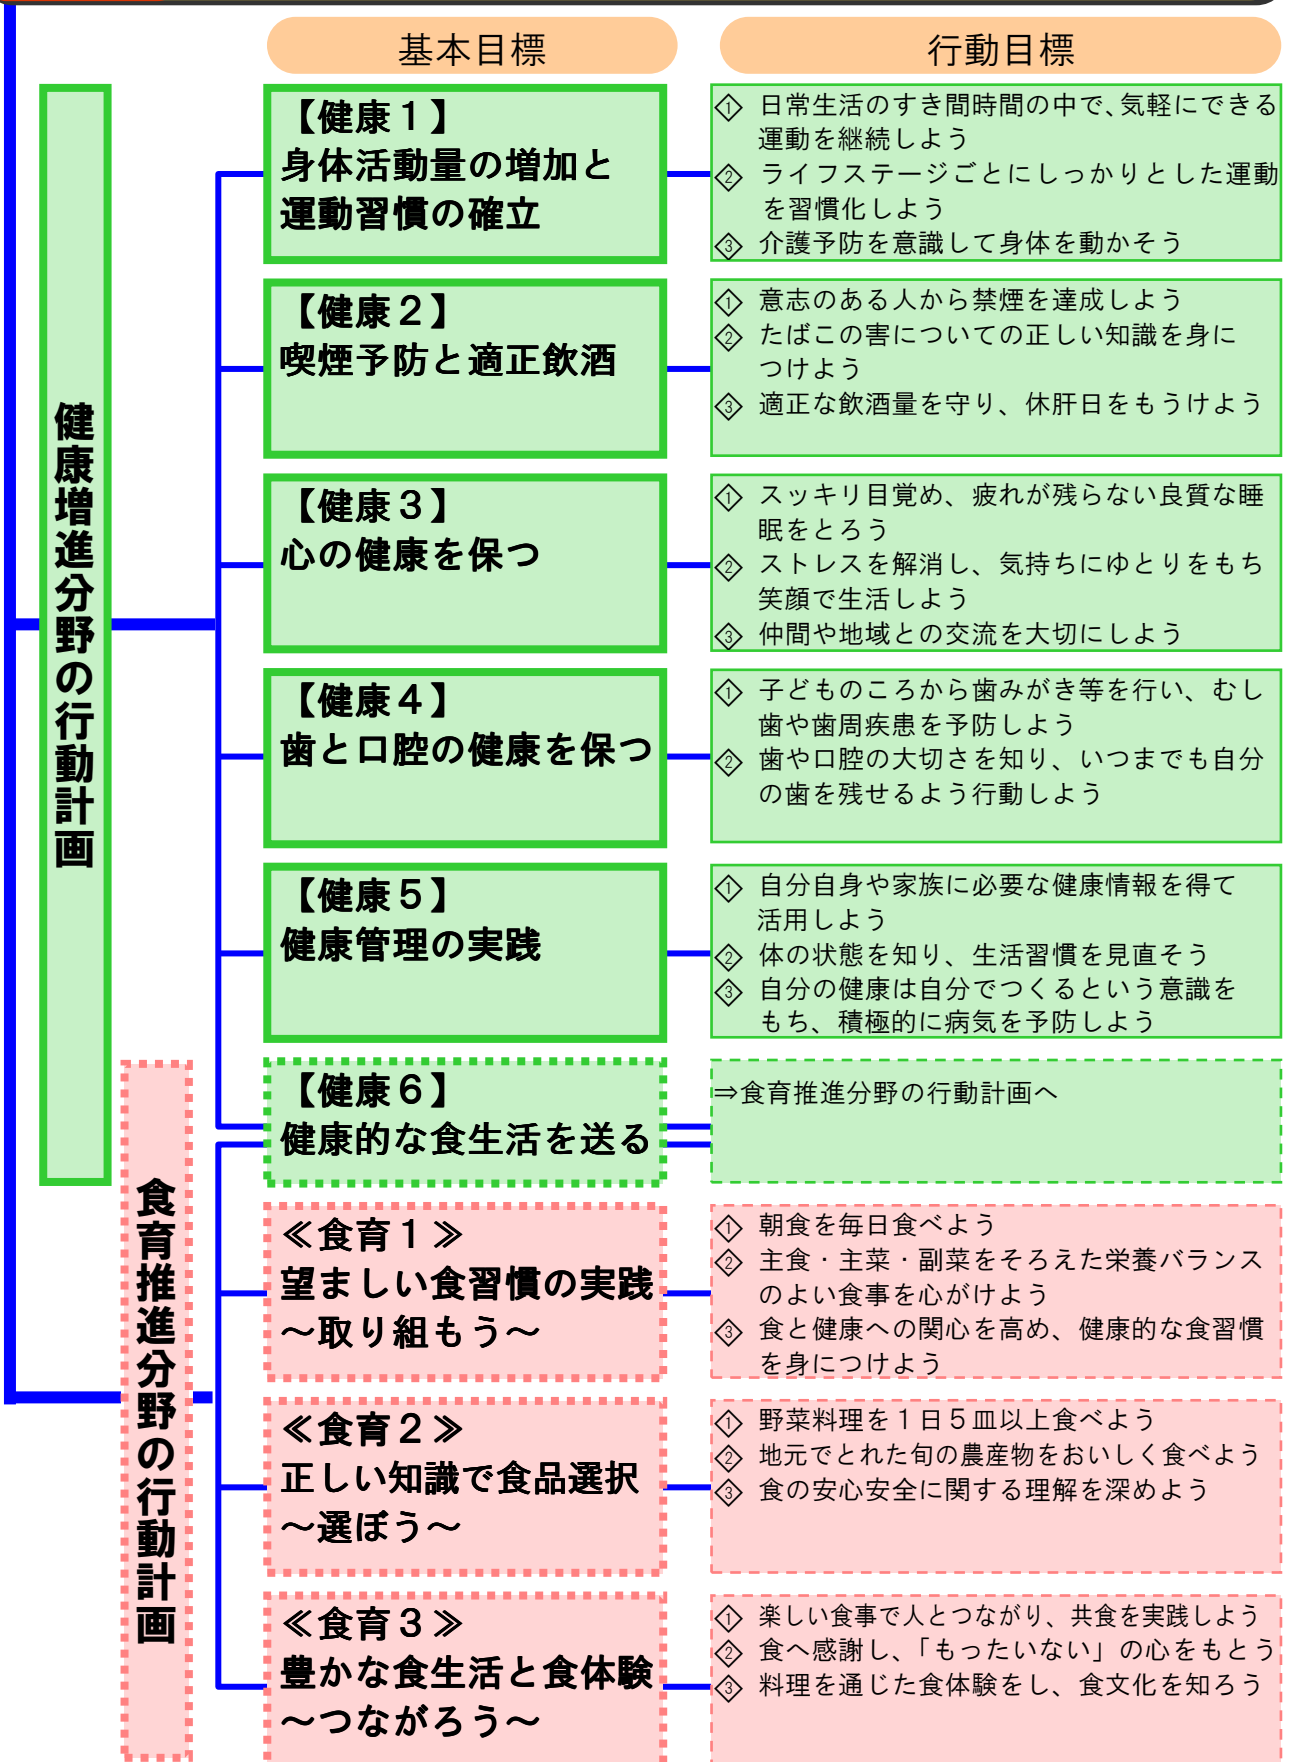 基本目標
行動目標
健康増進分野の行動計画
【健康１】
身体活動量の増加と
運動習慣の確立
① 日常生活のすき間時間の中で、気軽にできる
運動を継続しよう
② ライフステージごとにしっかりとした運動
を習慣化しよう
③ 介護予防を意識して身体を動かそう
【健康２】
喫煙予防と適正飲酒
① 意志のある人から禁煙を達成しよう
② たばこの害についての正しい知識を身に
つけよう
③ 適正な飲酒量を守り、休肝日をもうけよう
【健康３】
心の健康を保つ
① スッキリ目覚め、疲れが残らない良質な睡
眠をとろう
② ストレスを解消し、気持ちにゆとりをもち
笑顔で生活しよう
③ 仲間や地域との交流を大切にしよう
【健康４】
歯と口腔の健康を保つ
① 子どものころから歯みがき等を行い、むし
歯や歯周疾患を予防しよう
② 歯や口腔の大切さを知り、いつまでも自分
の歯を残せるよう行動しよう
【健康５】
健康管理の実践
① 自分自身や家族に必要な健康情報を得て
活用しよう
② 体の状態を知り、生活習慣を見直そう
③ 自分の健康は自分でつくるという意識を
もち、積極的に病気を予防しよう
【健康６】
健康的な食生活を送る
⇒食育推進分野の行動計画へ
食育推進分野の行動計画
≪食育１≫
望ましい食習慣の実践
～取り組もう～
① 朝食を毎日食べよう
② 主食・主菜・副菜をそろえた栄養バランス
のよい食事を心がけよう
③ 食と健康への関心を高め、健康的な食習慣
を身につけよう
≪食育２≫
正しい知識で食品選択
～選ぼう～
① 野菜料理を１日５皿以上食べよう
② 地元でとれた旬の農産物をおいしく食べよう
③ 食の安心安全に関する理解を深めよう
≪食育３≫
豊かな食生活と食体験
～つながろう～
① 楽しい食事で人とつながり、共食を実践しよう
② 食へ感謝し、「もったいない」の心をもとう
③ 料理を通じた食体験をし、食文化を知ろう